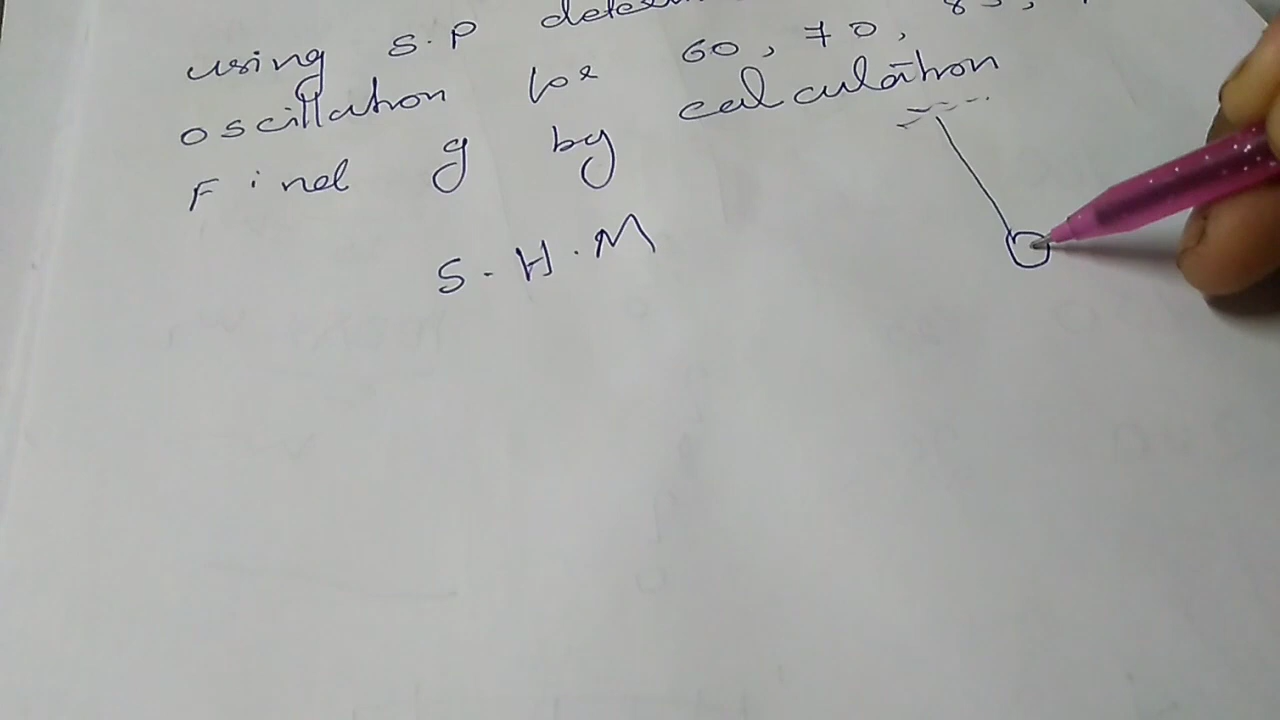 using S.P
oscillation for 60, 70,
Find g by calculation
S.H.M